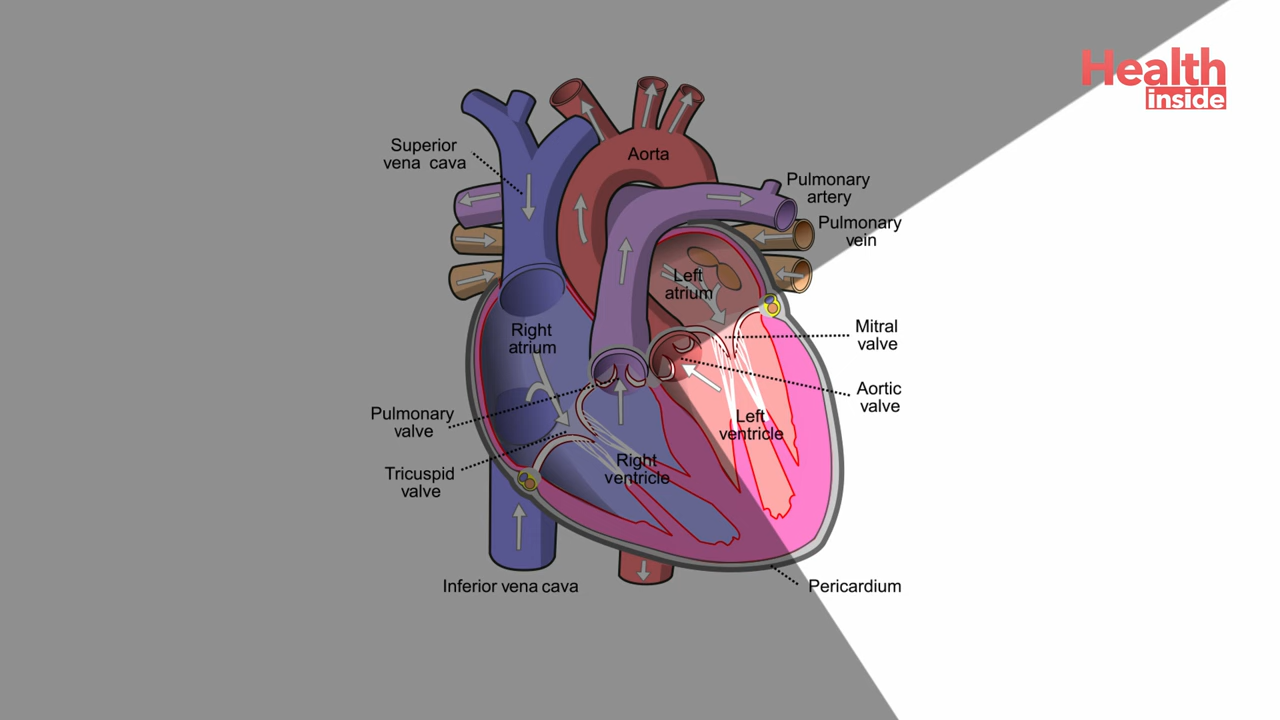 Health
inside
Superior
vena cava
Aorta
Pulmonary
artery
Pulmonary
vein
Left
atrium
Right
atrium
Mitral
valve
Aortic
valve
Pulmonary
valve
Left
ventricle
Tricuspid
valve
Right
ventricle
Inferior vena cava
Pericardium